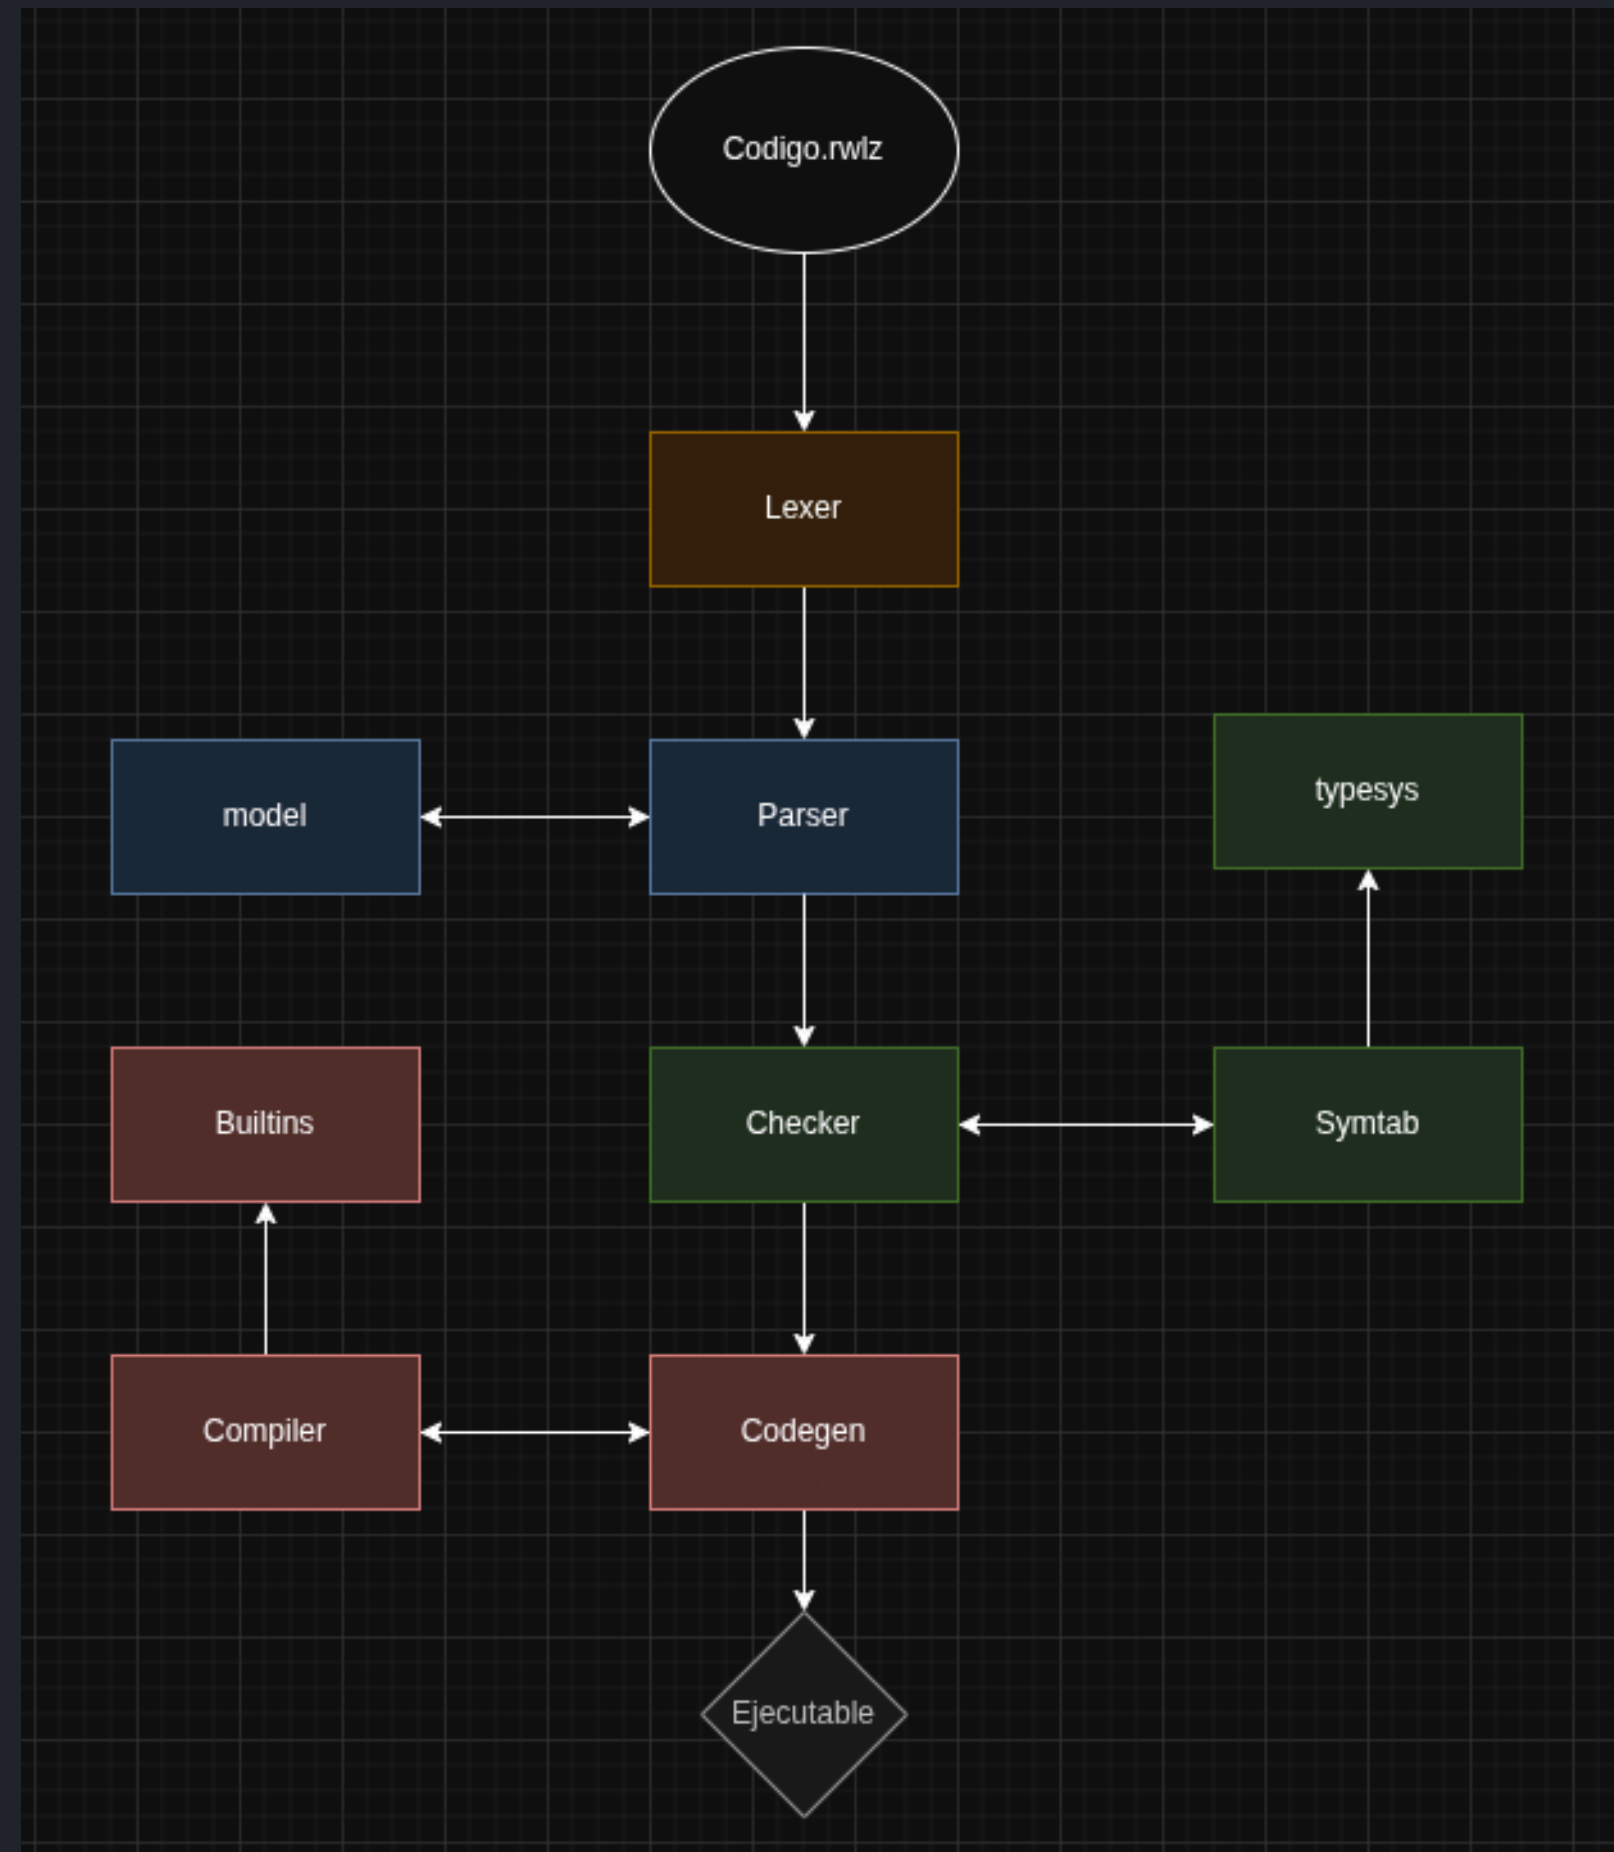 Codigo.rwlz
Lexer
model
Parser
typesys
Builtins
Checker
Symtab
Compiler
Codegen
Ejecutable